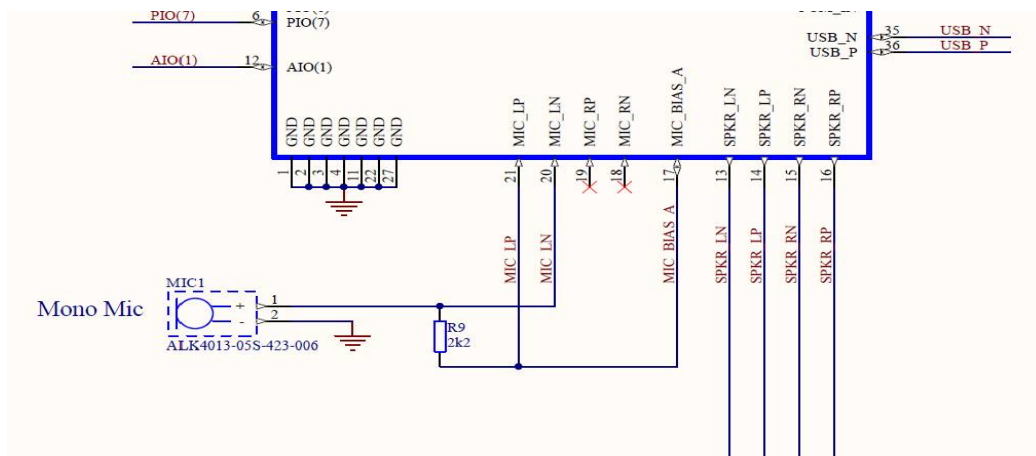 PIO(7)
6
PIO(7)
AIO(1)
12
AIO(1)
USB_N
35
USB N
USB_P
36
USB P
GND
GND
GND
GND
GND
GND
GND
MIC_LP
MIC_LN
MIC_RP
MIC_RN
MIC_BIAS_A
SPKR_LN
SPKR_LP
SPKR_RN
SPKR_RP
1
2
3
4
11
22
27
21
20
19
18
17
13
14
15
16
MIC LP
MIC LN
MIC BIAS A
SPKR LN
SPKR LP
SPKR RN
SPKR RP
Mono Mic
MIC1
+
1
-
2
ALK4013-05S-423-006
R9
2k2